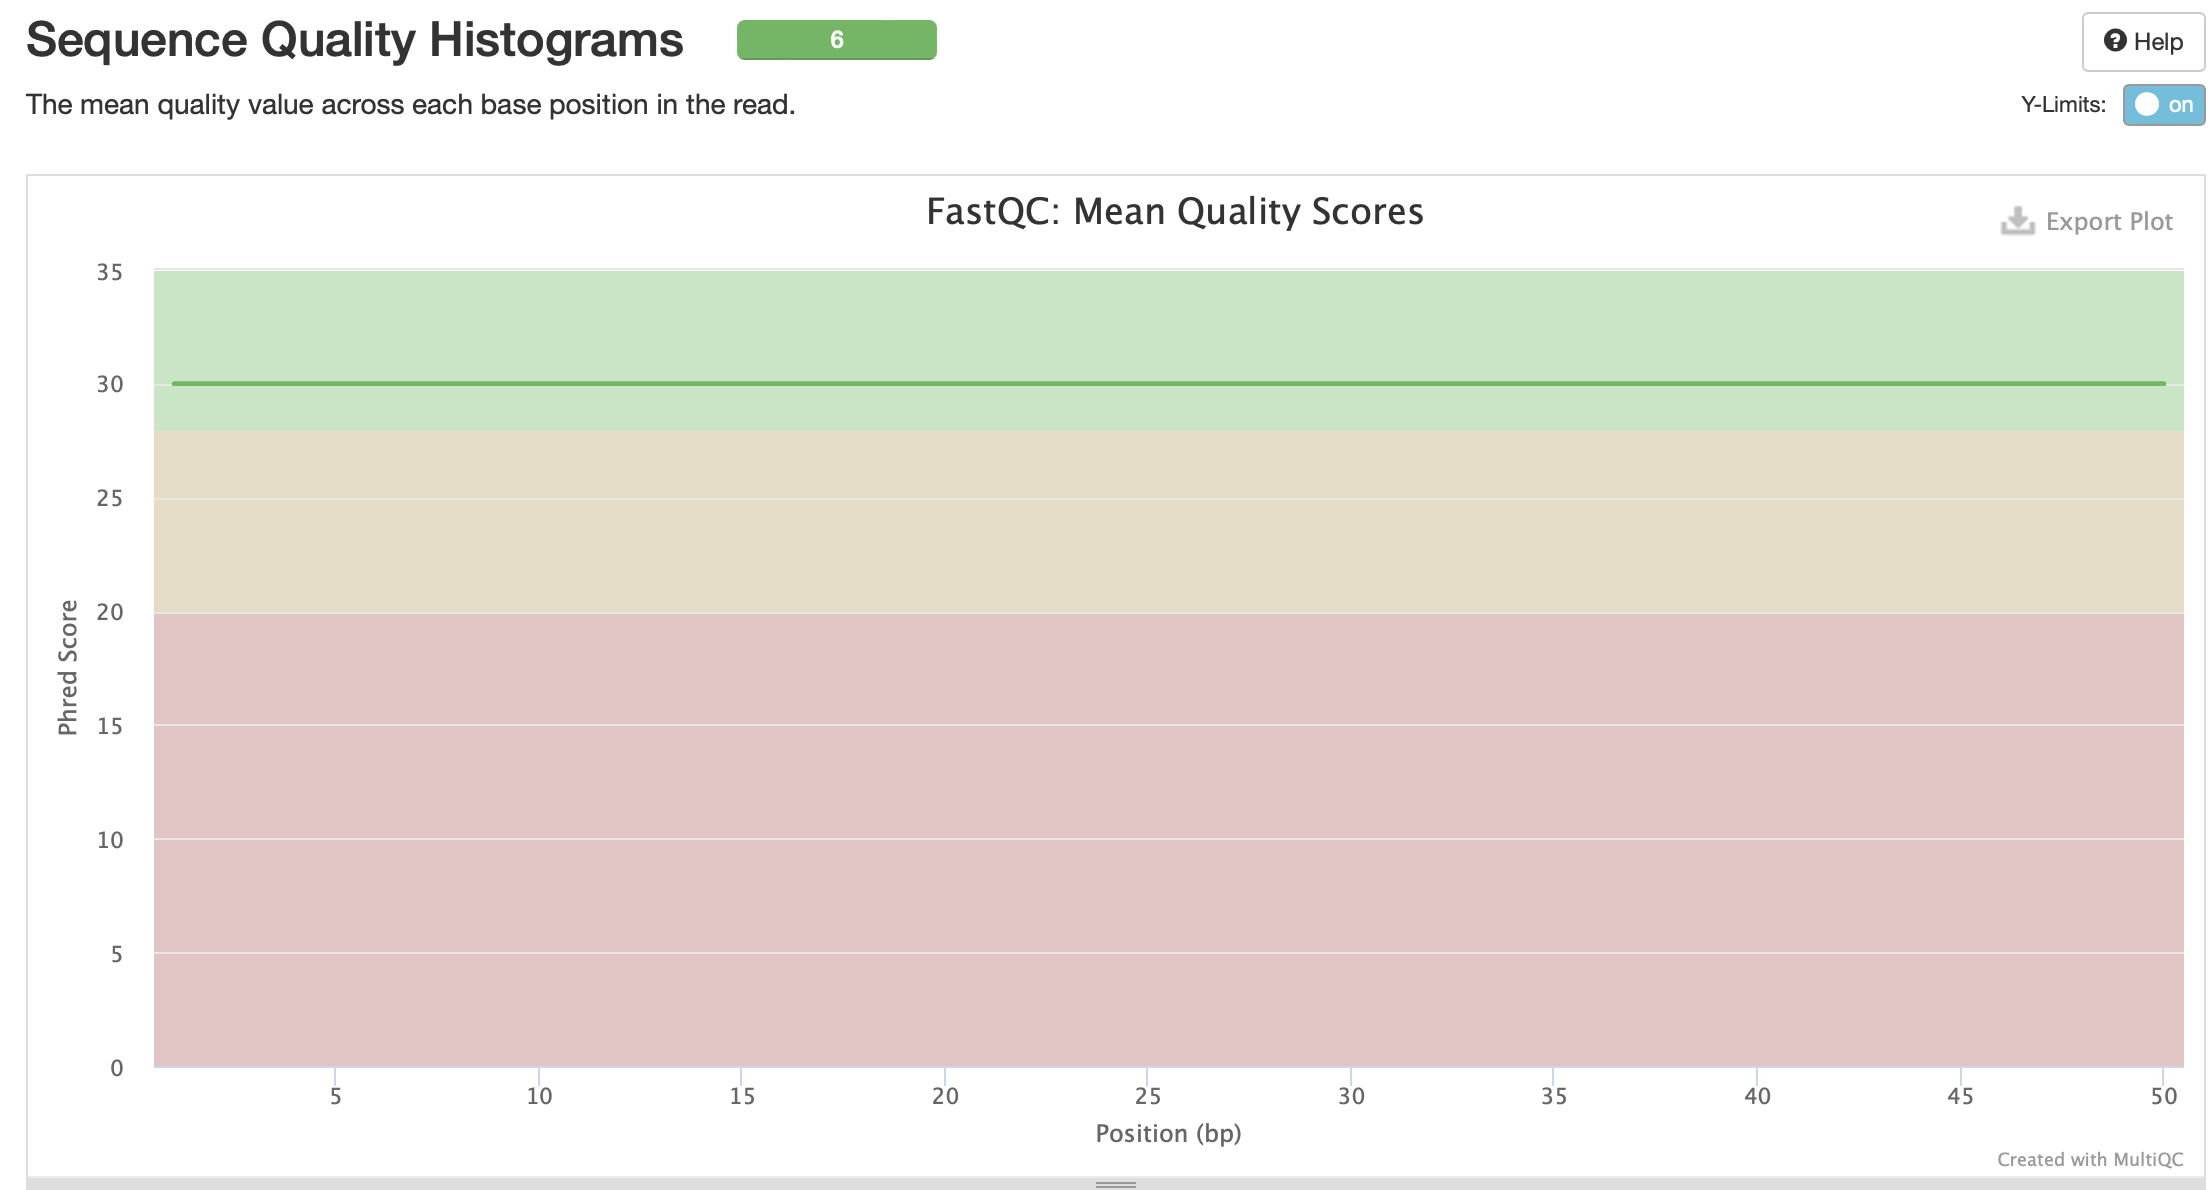 Sequence Quality Histograms 6
Help
The mean quality value across each base position in the read.
Y-Limits: on
FastQC: Mean Quality Scores
Export Plot
Phred Score
35
30
25
20
15
10
5
0
5 10 15 20 25 30 35 40 45 50
Position (bp)
Created with MultiQC